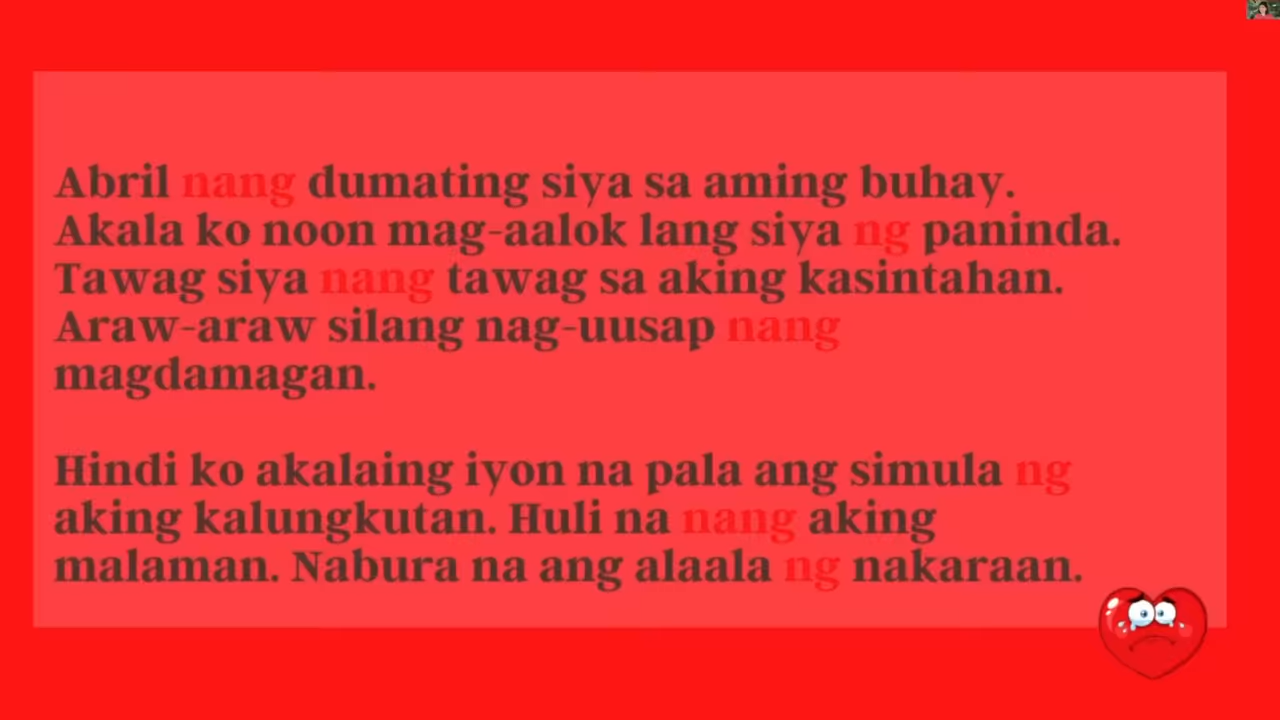 Abril nang dumating siya sa aming buhay.
Akala ko noon mag-aalok lang siya ng paninda.
Tawag siya nang tawag sa aking kasintahan.
Araw-araw silang nag-uusap nang
magdamagan.
Hindi ko akalaing iyon na pala ang simula ng
aking kalungkutan. Huli na nang aking
malaman. Nabura na ang alaala ng nakaraan.